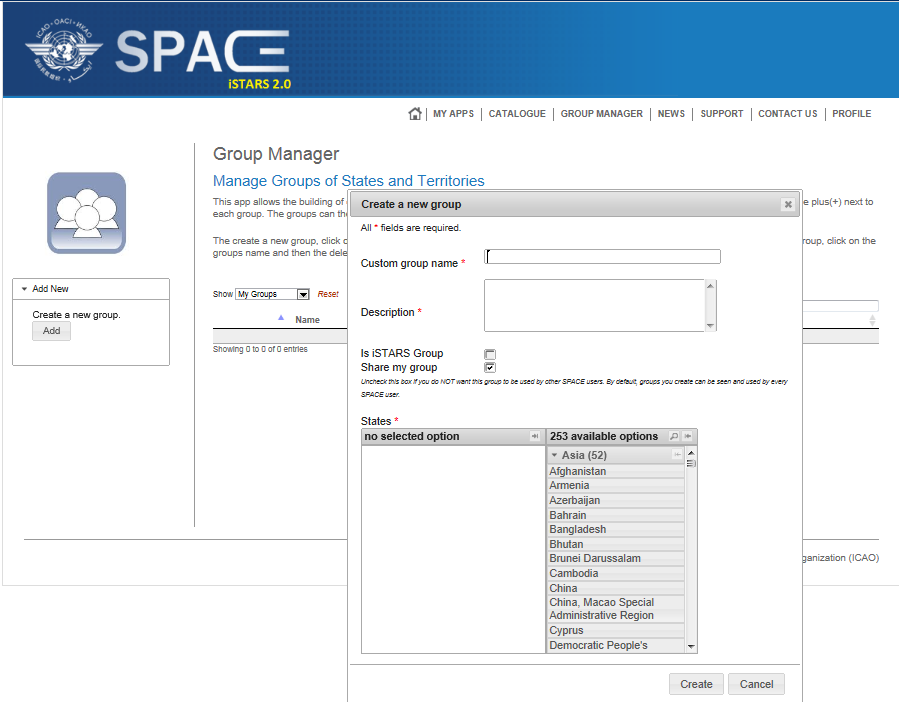 ICAO · OACI · ИКАО
SPACE
iSTARS 2.0
MY APPS | CATALOGUE | GROUP MANAGER | NEWS | SUPPORT | CONTACT US | PROFILE
Group Manager
Manage Groups of States and Territories
This app allows the building of
e plus(+) next to
each group. The groups can the
The create a new group, click o
roup, click on the
groups name and then the dele
Add New
Create a new group.
Add
Show My Groups Reset
Name
Showing 0 to 0 of 0 entries
Create a new group
All * fields are required.
Custom group name *
Description *
Is iSTARS Group
Share my group
Uncheck this box if you do NOT want this group to be used by other SPACE users. By default, groups you create can be seen and used by every
SPACE user.
States *
no selected option
253 available options
Asia (52)
Afghanistan
Armenia
Azerbaijan
Bahrain
Bangladesh
Bhutan
Brunei Darussalam
Cambodia
China
China, Macao Special
Administrative Region
Cyprus
Democratic People's
Create
Cancel
ganization (ICAO)